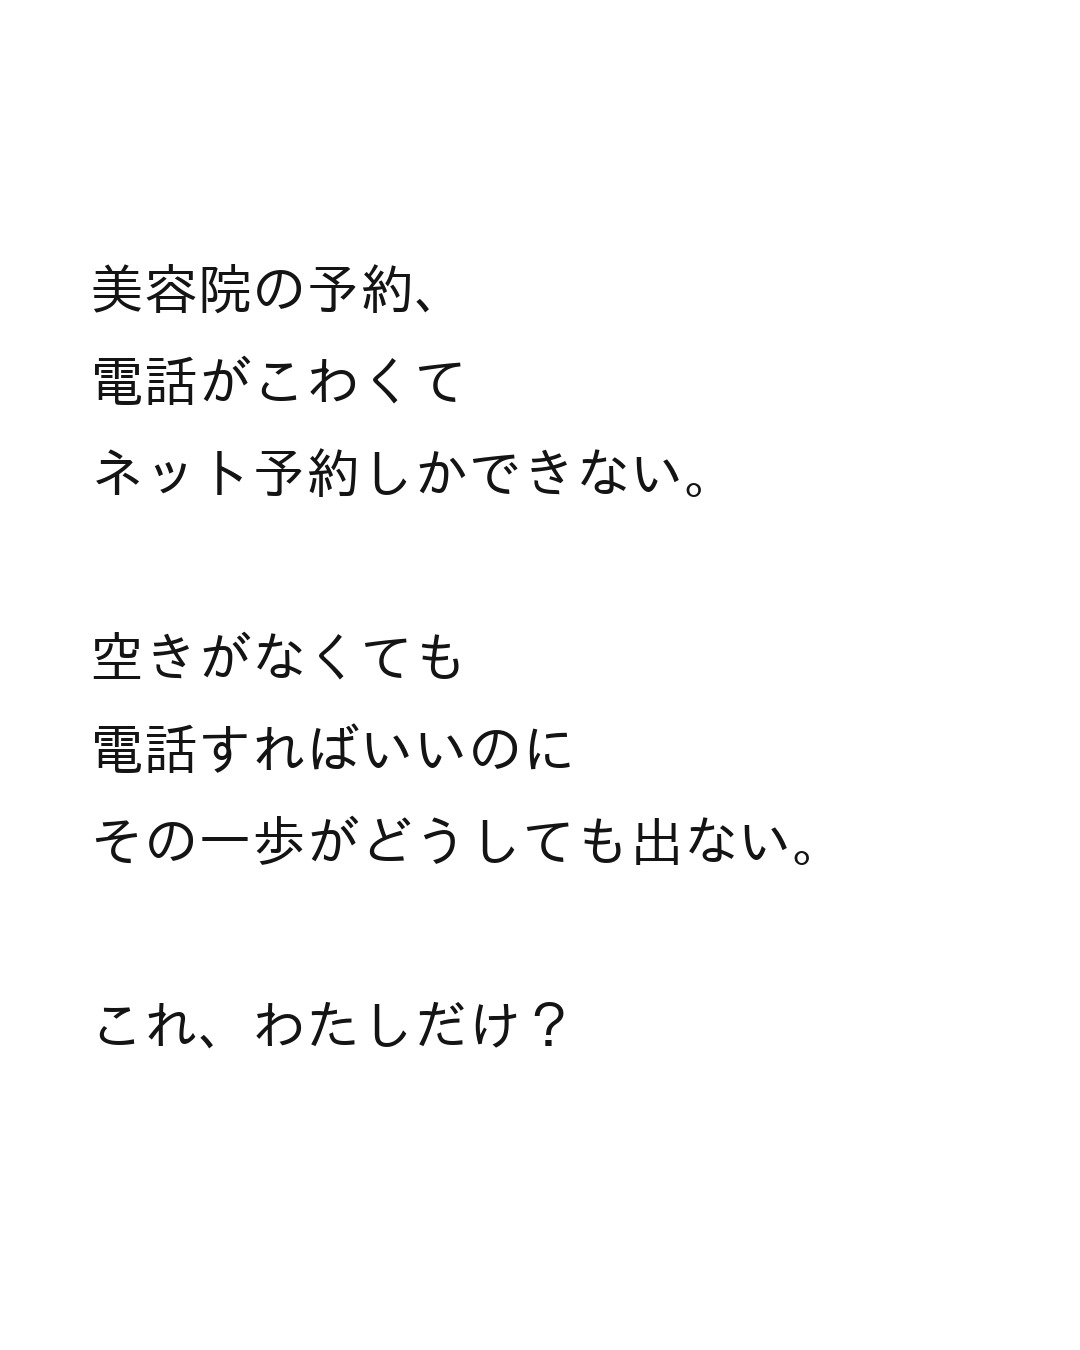 美容院の予約、
電話がこわくて
ネット予約しかできない。
空きがなくても
電話すればいいのに
その一歩がどうしても出ない。
これ、わたしだけ？